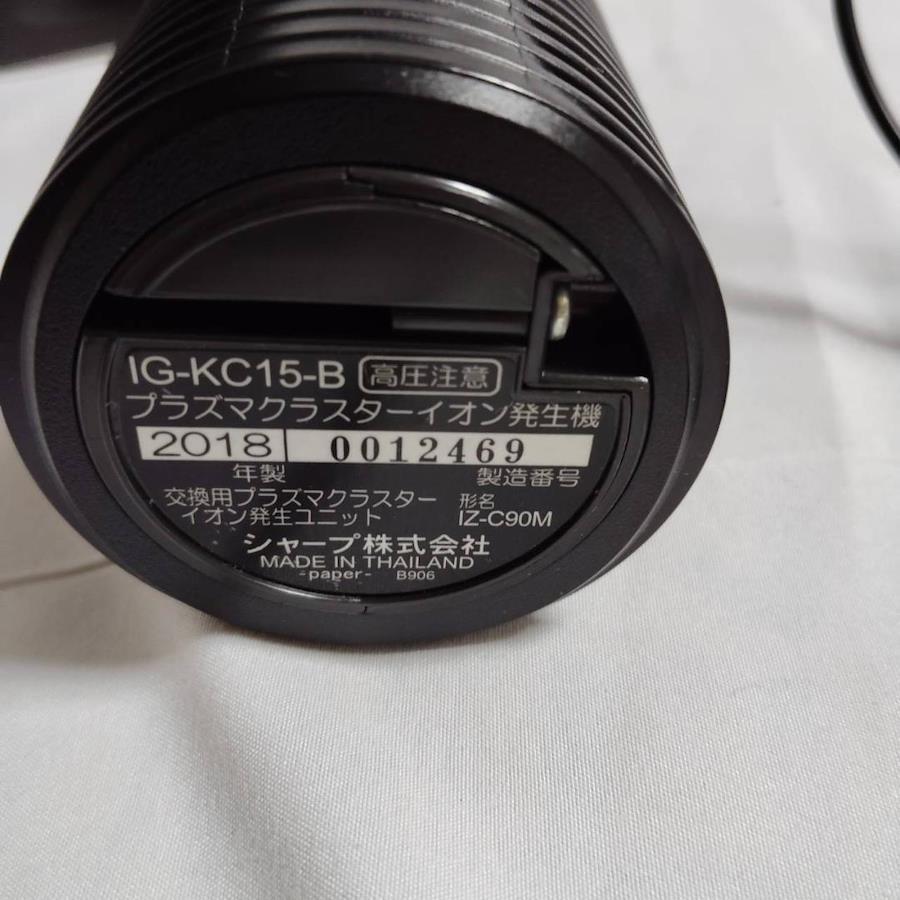 IG-KC15-B 高圧注意
プラズマクラスターイオン発生機
2018 0012469
年製 製造番号
交換用プラズマクラスター 形名
イオン発生ユニット IZ-C90M
シャープ株式会社
MADE IN THAILAND
-paper- B906